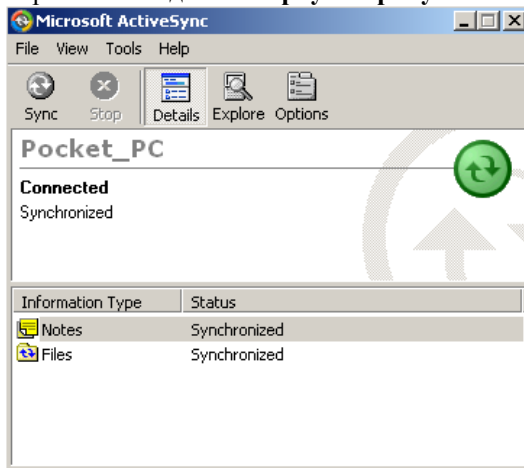 Microsoft ActiveSync
File View Tools Help
Sync Stop Details Explore Options
Pocket_PC
Connected
Synchronized
Information Type Status
Notes Synchronized
Files Synchronized